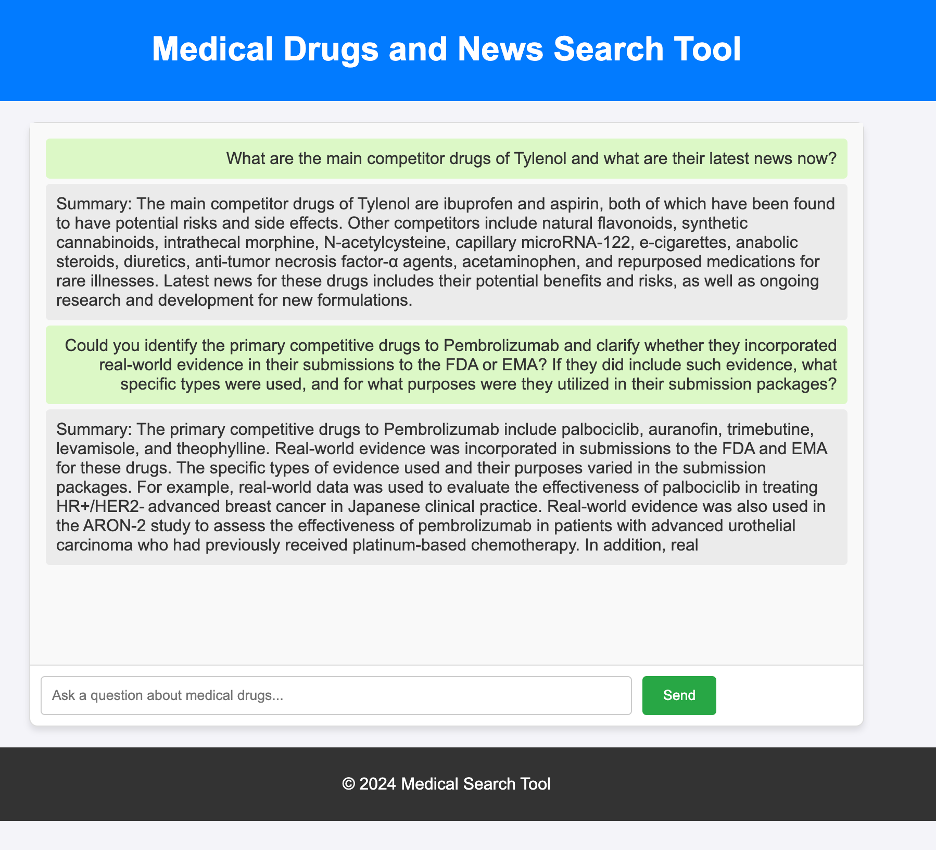 Medical Drugs and News Search Tool
What are the main competitor drugs of Tylenol and what are their latest news now?
Summary: The main competitor drugs of Tylenol are ibuprofen and aspirin, both of which have been found
to have potential risks and side effects. Other competitors include natural flavonoids, synthetic
cannabinoids, intrathecal morphine, N-acetylcysteine, capillary microRNA-122, e-cigarettes, anabolic
steroids, diuretics, anti-tumor necrosis factor-α agents, acetaminophen, and repurposed medications for
rare illnesses. Latest news for these drugs includes their potential benefits and risks, as well as ongoing
research and development for new formulations.
Could you identify the primary competitive drugs to Pembrolizumab and clarify whether they incorporated
real-world evidence in their submissions to the FDA or EMA? If they did include such evidence, what
specific types were used, and for what purposes were they utilized in their submission packages?
Summary: The primary competitive drugs to Pembrolizumab include palbociclib, auranofin, trimebutine,
levamisole, and theophylline. Real-world evidence was incorporated in submissions to the FDA and EMA
for these drugs. The specific types of evidence used and their purposes varied in the submission
packages. For example, real-world data was used to evaluate the effectiveness of palbociclib in treating
HR+/HER2- advanced breast cancer in Japanese clinical practice. Real-world evidence was also used in
the ARON-2 study to assess the effectiveness of pembrolizumab in patients with advanced urothelial
carcinoma who had previously received platinum-based chemotherapy. In addition, real
Ask a question about medical drugs...
Send
© 2024 Medical Search Tool